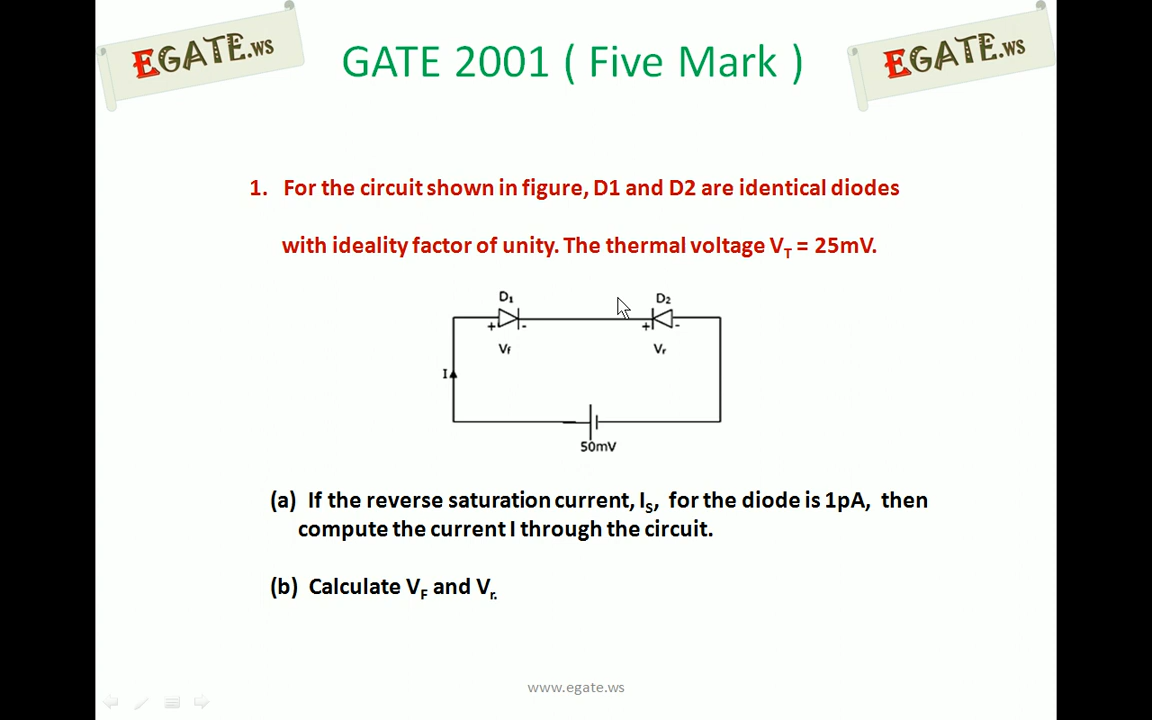 EGATE.ws
GATE 2001 ( Five Mark )
EGATE.ws
1. For the circuit shown in figure, D1 and D2 are identical diodes
with ideality factor of unity. The thermal voltage VT = 25mV.
D1
D2
+ -
+ -
Vf
Vr
I
50mV
(a) If the reverse saturation current, IS, for the diode is 1pA, then
compute the current I through the circuit.
(b) Calculate VF and Vr.
www.egate.ws